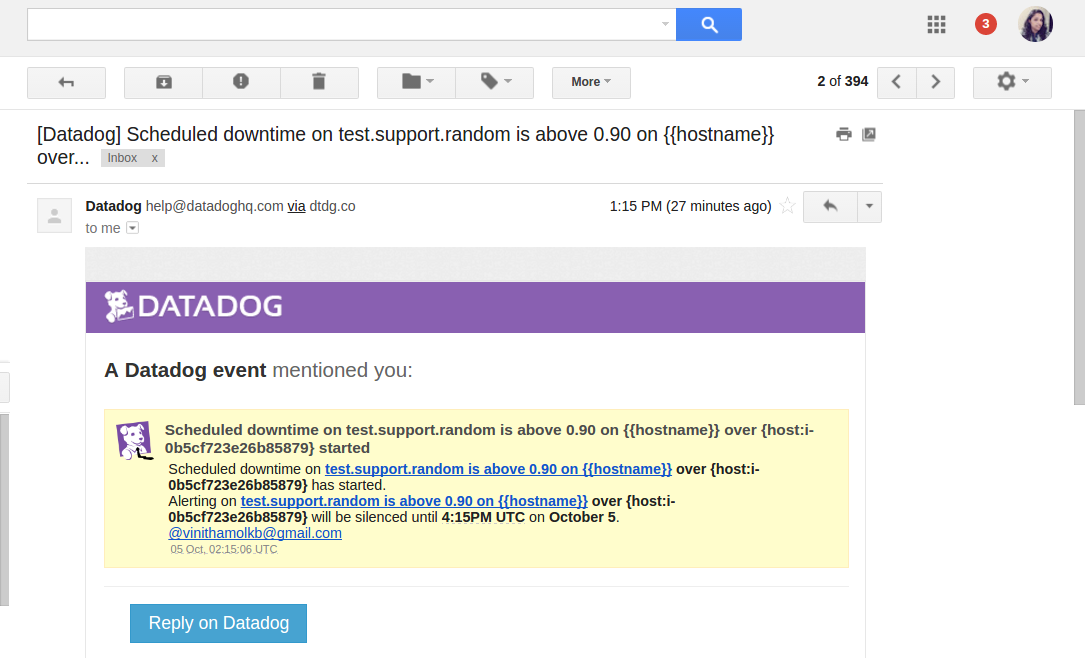 3
More
2 of 394
[Datadog] Scheduled downtime on test.support.random is above 0.90 on {{hostname}}
over... Inbox x
Datadog help@datadoghq.com via dtdg.co 1:15 PM (27 minutes ago)
to me
DATADOG
A Datadog event mentioned you:
Scheduled downtime on test.support.random is above 0.90 on {{hostname}} over {host:i-
0b5cf723e26b85879} started
Scheduled downtime on test.support.random is above 0.90 on {{hostname}} over {host:i-
0b5cf723e26b85879} has started.
Alerting on test.support.random is above 0.90 on {{hostname}} over {host:i-
0b5cf723e26b85879} will be silenced until 4:15PM UTC on October 5.
@vinithamolkb@gmail.com
05 Oct, 02:15:06 UTC
Reply on Datadog